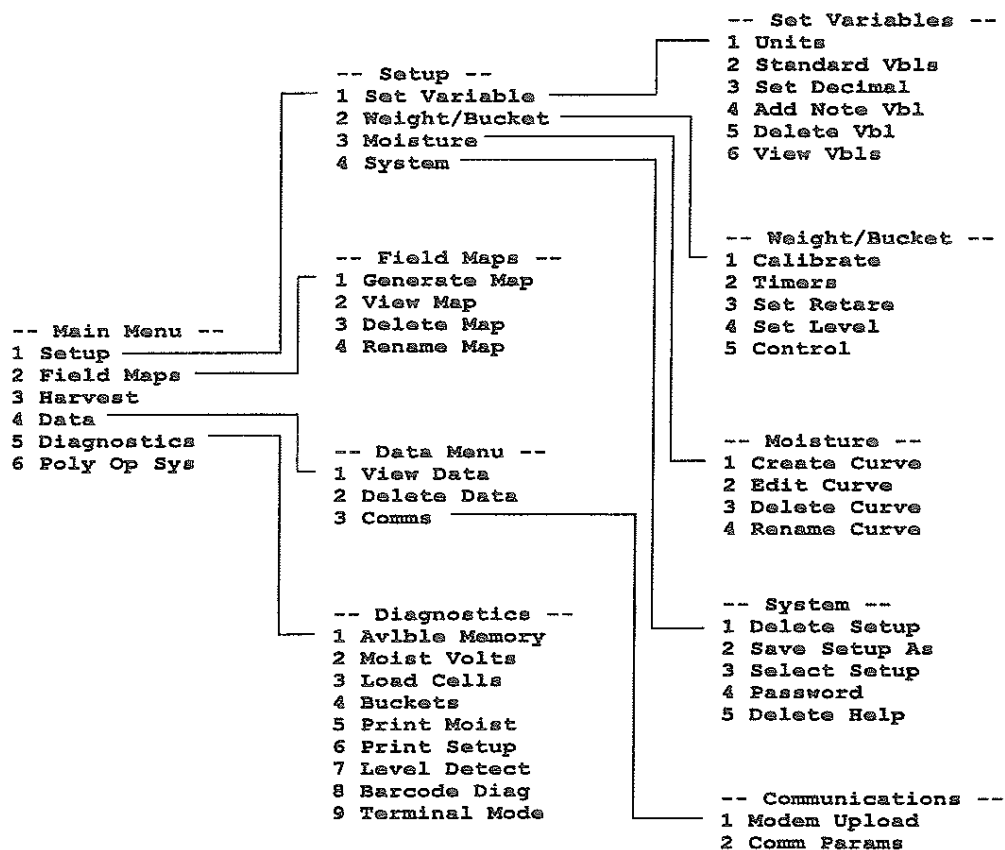 -- Main Menu --
1 Setup
2 Field Maps
3 Harvest
4 Data
5 Diagnostics
6 Poly Op Sys
-- Setup --
1 Set Variable
2 Weight/Bucket
3 Moisture
4 System
-- Field Maps --
1 Generate Map
2 View Map
3 Delete Map
4 Rename Map
-- Data Menu --
1 View Data
2 Delete Data
3 Comms
-- Diagnostics --
1 Avlble Memory
2 Moist Volts
3 Load Cells
4 Buckets
5 Print Moist
6 Print Setup
7 Level Detect
8 Barcode Diag
9 Terminal Mode
-- Set Variables --
1 Units
2 Standard Vbls
3 Set Decimal
4 Add Note Vbl
5 Delete Vbl
6 View Vbls
-- Weight/Bucket --
1 Calibrate
2 Timers
3 Set Retare
4 Set Level
5 Control
-- Moisture --
1 Create Curve
2 Edit Curve
3 Delete Curve
4 Rename Curve
-- System --
1 Delete Setup
2 Save Setup As
3 Select Setup
4 Password
5 Delete Help
-- Communications --
1 Modem Upload
2 Comm Params